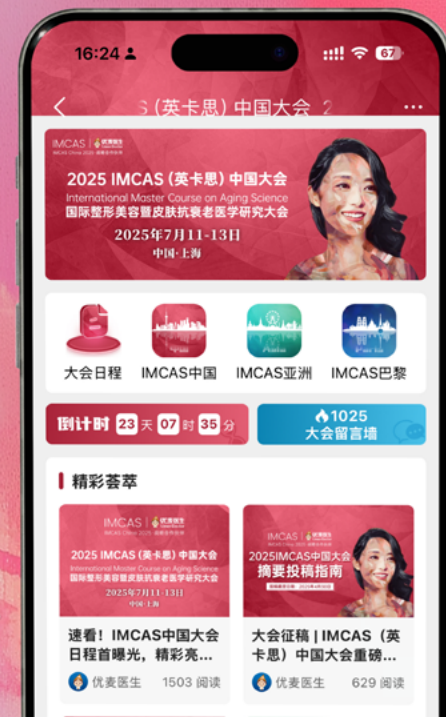 16:24
67
S (英卡思) 中国大会 2
IMCAS | 优麦医生
2025 IMCAS (英卡思) 中国大会
International Master Course on Aging Science
国际整形美容暨皮肤抗衰老医学研究大会
2025年7月11-13日
中国·上海
大会日程 IMCAS中国 IMCAS亚洲 IMCAS巴黎
倒计时 23 天 07 时 35 分
1025
大会留言墙
精彩荟萃
IMCAS | 优麦医生
2025 IMCAS (英卡思) 中国大会
International Master Course on Aging Science
国际整形美容暨皮肤抗衰老医学研究大会
2025年7月11-13日
中国·上海
速看！IMCAS中国大会
日程首曝光，精彩亮...
优麦医生 1503 阅读
IMCAS | 优麦医生
2025IMCAS中国大会
摘要投稿指南
大会征稿 | IMCAS（英
卡思）中国大会重磅...
优麦医生 629 阅读